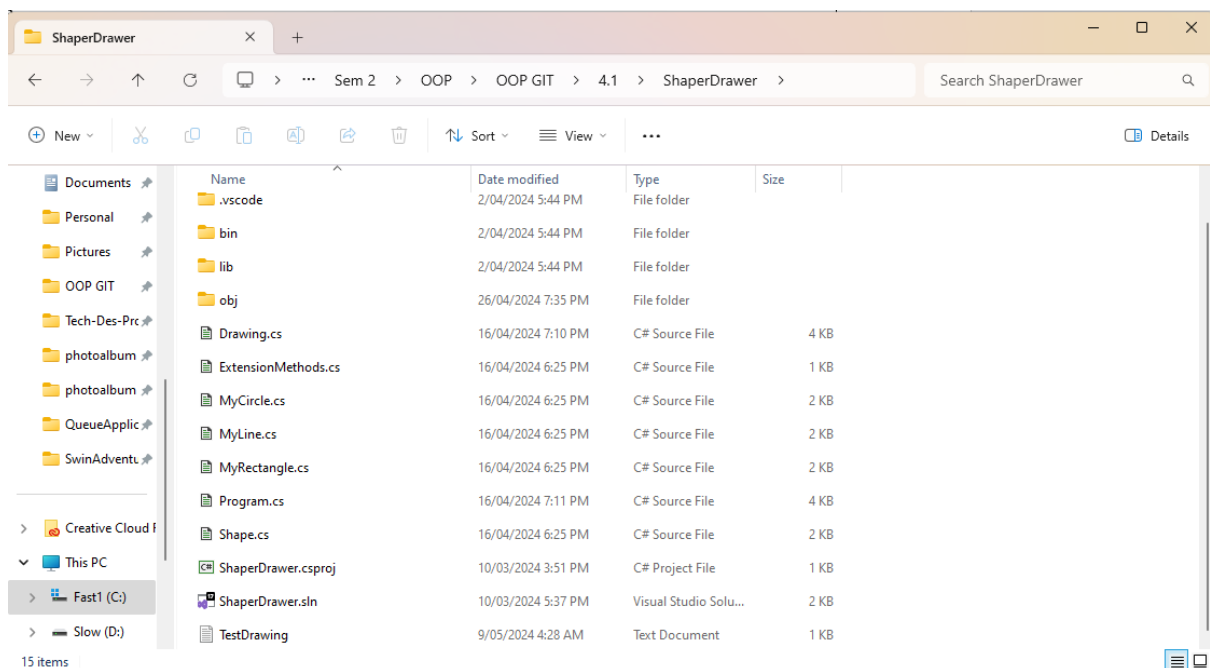 ShaperDrawer
Sem 2 > OOP > OOP GIT > 4.1 > ShaperDrawer >
Search ShaperDrawer
New
Sort
View
Details
Name Date modified Type Size
Documents
Personal
Pictures
OOP GIT
Tech-Des-Prc
photoalbum
photoalbum
QueueApplic
SwinAdventu
Creative Cloud F
This PC
Fast1 (C:)
Slow (D:)
.vscode 2/04/2024 5:44 PM File folder
bin 2/04/2024 5:44 PM File folder
lib 2/04/2024 5:44 PM File folder
obj 26/04/2024 7:35 PM File folder
Drawing.cs 16/04/2024 7:10 PM C# Source File 4 KB
ExtensionMethods.cs 16/04/2024 6:25 PM C# Source File 1 KB
MyCircle.cs 16/04/2024 6:25 PM C# Source File 2 KB
MyLine.cs 16/04/2024 6:25 PM C# Source File 2 KB
MyRectangle.cs 16/04/2024 6:25 PM C# Source File 2 KB
Program.cs 16/04/2024 7:11 PM C# Source File 4 KB
Shape.cs 16/04/2024 6:25 PM C# Source File 2 KB
ShaperDrawer.csproj 10/03/2024 3:51 PM C# Project File 1 KB
ShaperDrawer.sln 10/03/2024 5:37 PM Visual Studio Solu... 2 KB
TestDrawing 9/05/2024 4:28 AM Text Document 1 KB
15 items